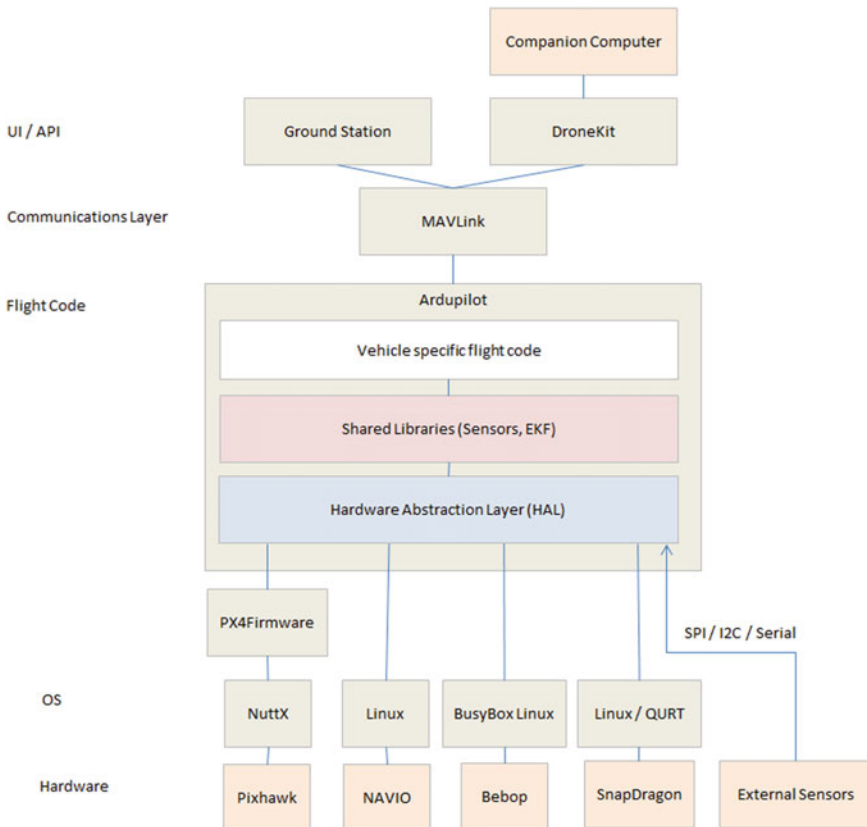 Companion Computer
UI / API
Ground Station
DroneKit
Communications Layer
MAVLink
Flight Code
Ardupilot
Vehicle specific flight code
Shared Libraries (Sensors, EKF)
Hardware Abstraction Layer (HAL)
PX4Firmware
SPI / I2C / Serial
OS
NuttX
Linux
BusyBox Linux
Linux / QURT
Hardware
Pixhawk
NAVIO
Bebop
SnapDragon
External Sensors